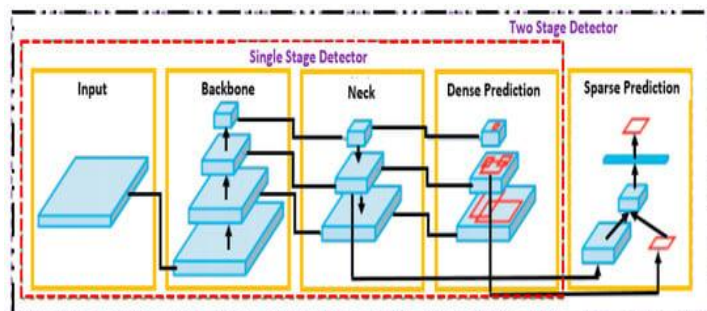 Two Stage Detector
Single Stage Detector
Input
Backbone
Neck
Dense Prediction
Sparse Prediction